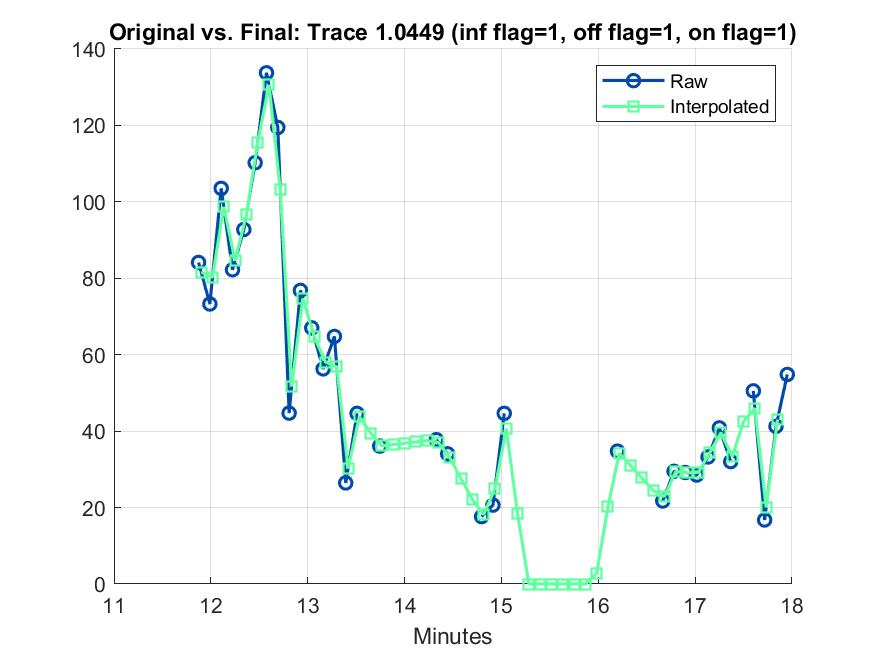 Original vs. Final: Trace 1.0449 (inf flag=1, off flag=1, on flag=1)
140
120
100
80
60
40
20
0
Raw
Interpolated
11 12 13 14 15 16 17 18
Minutes